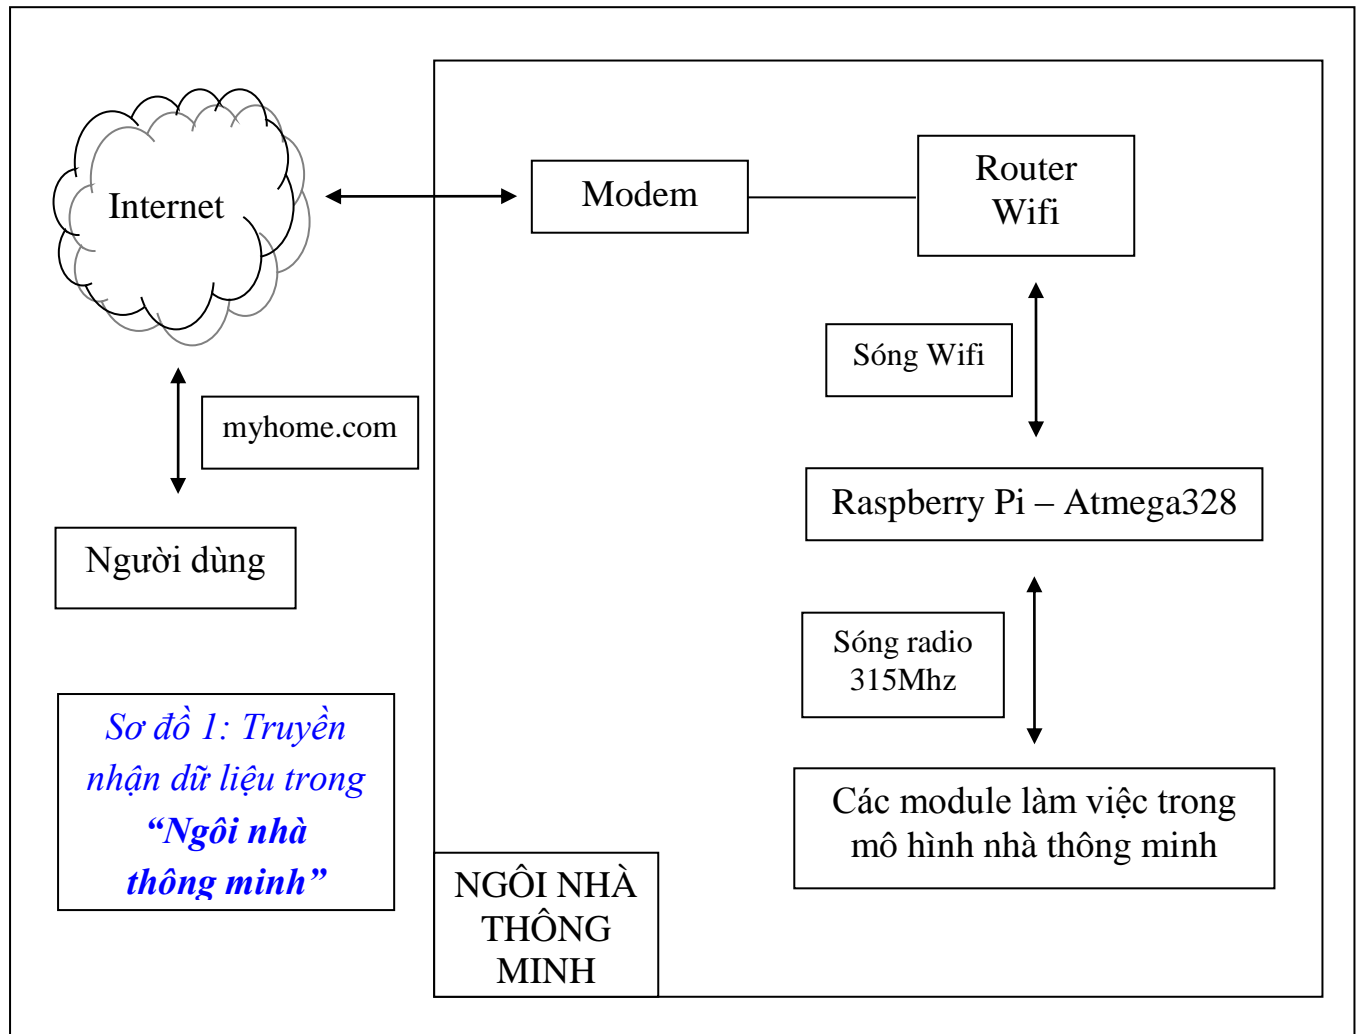 Internet
Modem
Router
Wifi
Sóng Wifi
myhome.com
Raspberry Pi – Atmega328
Người dùng
Sóng radio
315Mhz
Sơ đồ 1: Truyền
nhận dữ liệu trong
“Ngôi nhà
thông minh”
Các module làm việc trong
mô hình nhà thông minh
NGÔI NHÀ
THÔNG
MINH